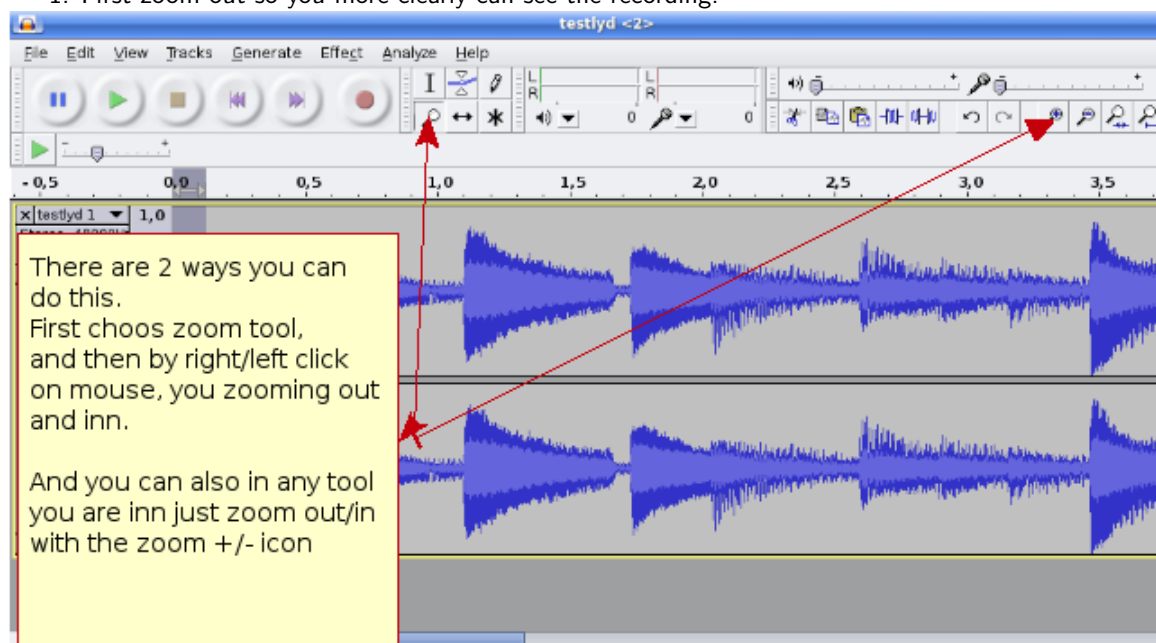 1. First zoom out so you more clearly can see the recording.
testlyd <2>
File Edit View Tracks Generate Effect Analyze Help
L
R
L
R
0
0
- 0,5 0,0 0,5 1,0 1,5 2,0 2,5 3,0 3,5
testlyd 1 1,0
There are 2 ways you can
do this.
First choos zoom tool,
and then by right/left click
on mouse, you zooming out
and inn.
And you can also in any tool
you are inn just zoom out/in
with the zoom +/- icon